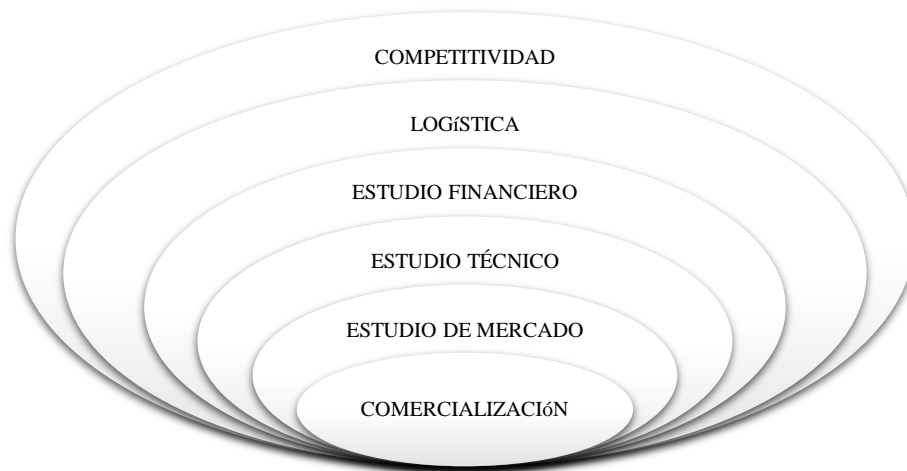 COMPETITIVIDAD
LOGíSTICA
ESTUDIO FINANCIERO
ESTUDIO TÉCNICO
ESTUDIO DE MERCADO
COMERCIALIZACIóN